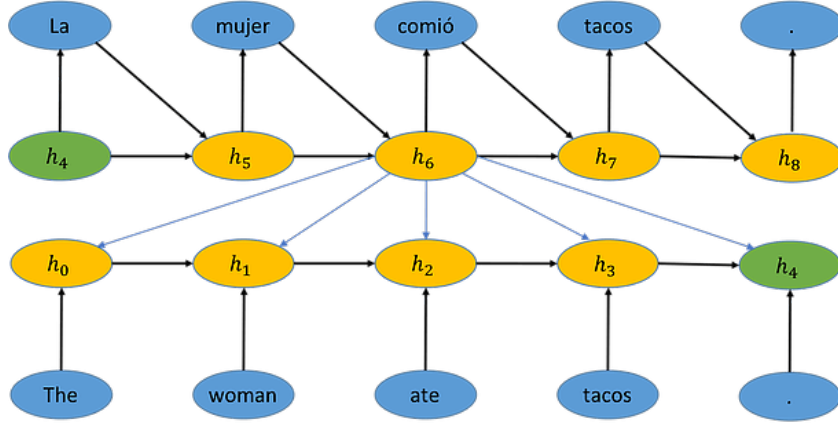 La mujer comió tacos .
h₄ h₅ h₆ h₇ h₈
h₀ h₁ h₂ h₃ h₄
The woman ate tacos .